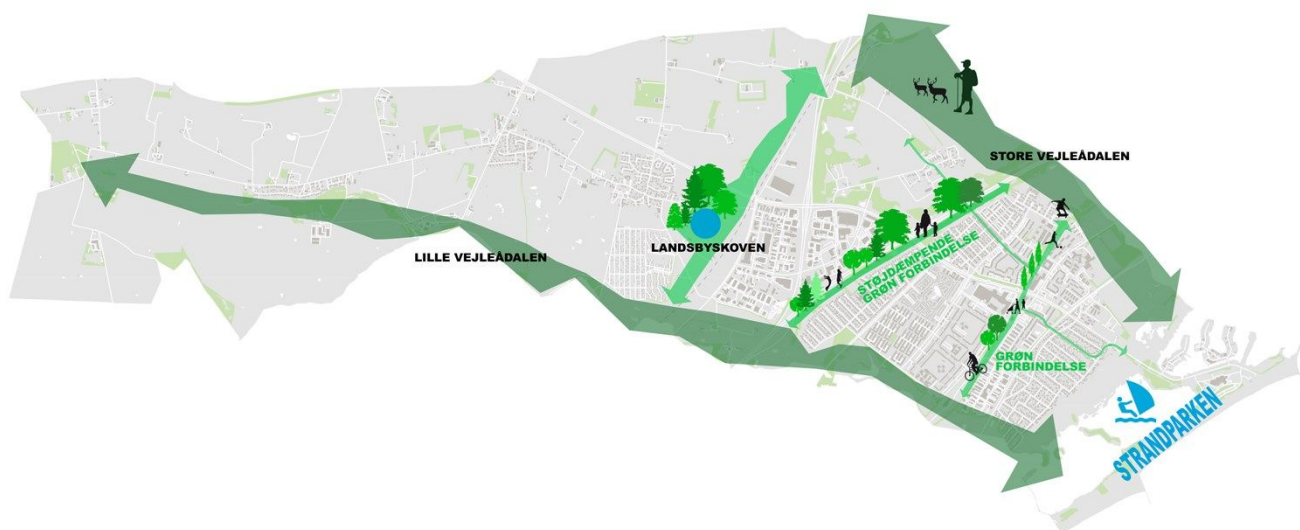 STORE VEJLEÅDALEN
LANDSBYSKOVEN
LILLE VEJLEÅDALEN
STØJDÆMPENDE
GRØN FORBINDELSE
GRØN
FORBINDELSE
STRANDPARKEN